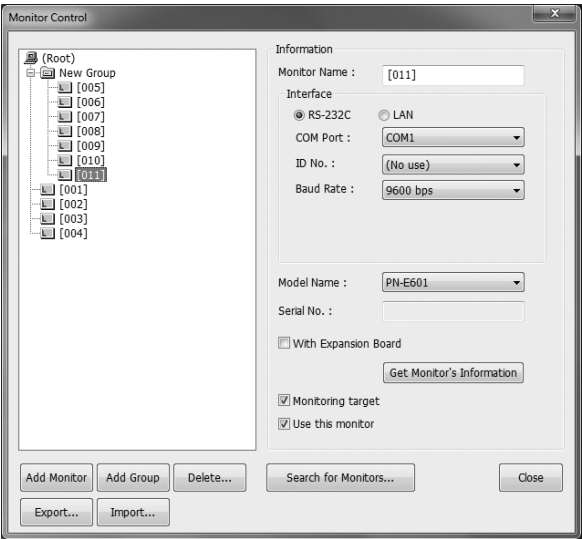 Monitor Control
(Root)
New Group
[005]
[006]
[007]
[008]
[009]
[010]
[011]
[001]
[002]
[003]
[004]
Information
Monitor Name : [011]
Interface
RS-232C LAN
COM Port : COM1
ID No. : (No use)
Baud Rate : 9600 bps
Model Name : PN-E601
Serial No. :
With Expansion Board
Get Monitor's Information
Monitoring target
Use this monitor
Add Monitor Add Group Delete... Search for Monitors... Close
Export... Import...